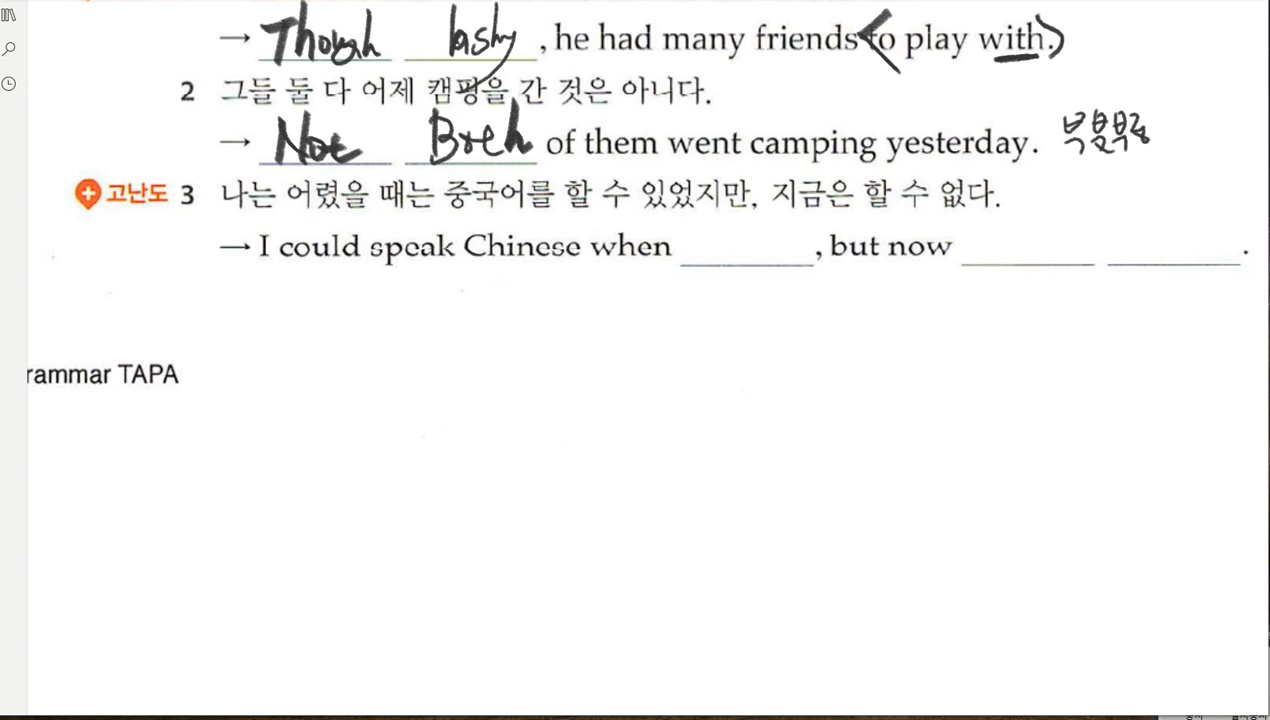 → Though bshy, he had many friends <to play with.>
2 그들 둘 다 어제 캠핑을 간 것은 아니다.
→ Not Both of them went camping yesterday. 부분부정
고난도 3 나는 어렸을 때는 중국어를 할 수 있었지만, 지금은 할 수 없다.
→ I could speak Chinese when ________, but now ________ ________.
rammar TAPA